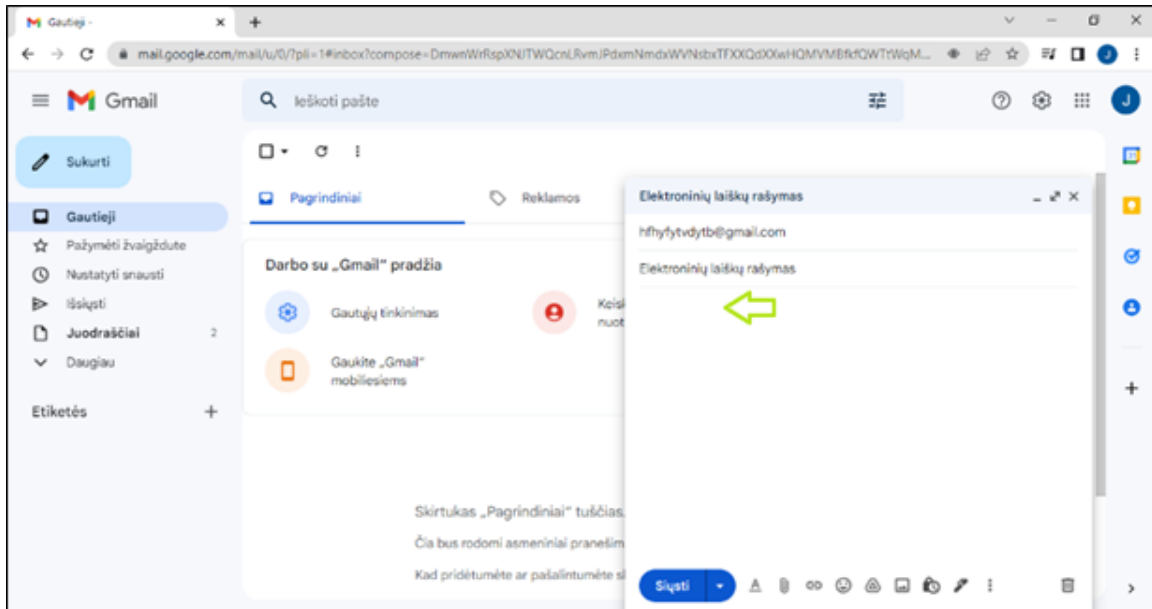 Gautieji -
mail.google.com/mail/u/0/?pli=1#inbox?compose=
Gmail
Ieškoti pašte
J
Sukurti
Gautieji
Pažymėti žvaigždute
Nustatyti snausti
Išsiųsti
Juodraščiai 2
Daugiau
Etiketės
Pagrindiniai
Reklamos
Darbo su „Gmail“ pradžia
Gautųjų tinkinimas
Keisk
nuot
Gaukite „Gmail“
mobiliesiems
Skirtukas „Pagrindiniai“ tuščias.
Čia bus rodomi asmeniniai pranešim
Kad pridėtumėte ar pašalintumėte sk
Elektroninių laiškų rašymas
hfhyfytvdytb@gmail.com
Elektroninių laiškų rašymas
Siųsti